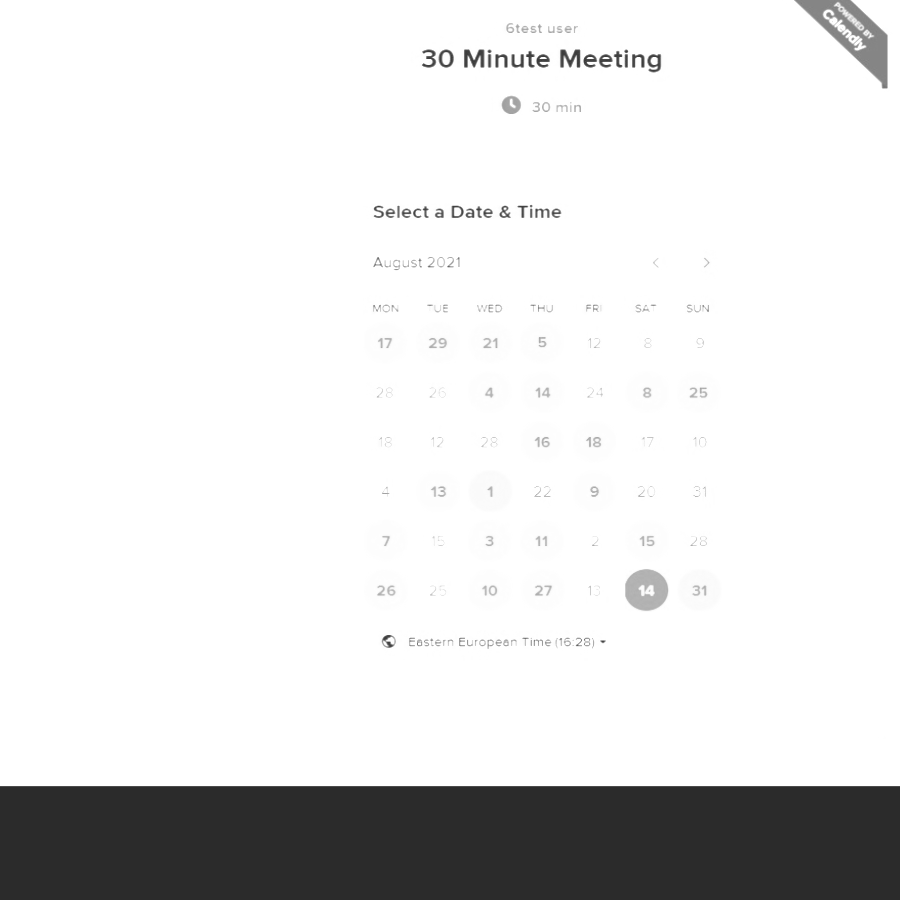 POWERED BY
Calendly
6test user
30 Minute Meeting
30 min
Select a Date & Time
August 2021
MON TUE WED THU FRI SAT SUN
17 29 21 5 12 8 9
28 26 4 14 24 8 25
18 12 28 16 18 17 10
4 13 1 22 9 20 31
7 15 3 11 2 15 28
26 25 10 27 13 14 31
Eastern European Time (16:28)